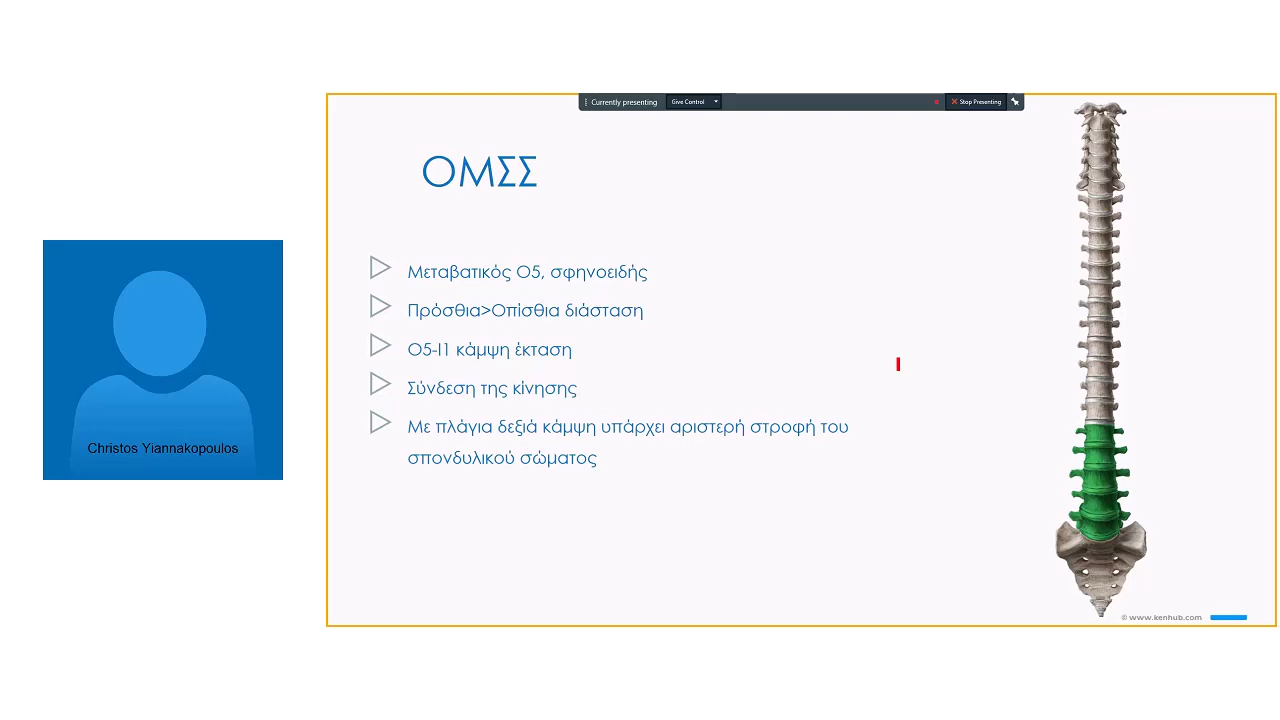 Currently presenting
Give Control
Stop Presenting
ΟΜΣΣ
Μεταβατικός Ο5, σφηνοειδής
Πρόσθια>Οπίσθια διάσταση
Ο5-Ι1 κάμψη έκταση
Σύνδεση της κίνησης
Με πλάγια δεξιά κάμψη υπάρχει αριστερή στροφή του
σπονδυλικού σώματος
Christos Yiannakopoulos
© www.kenhub.com